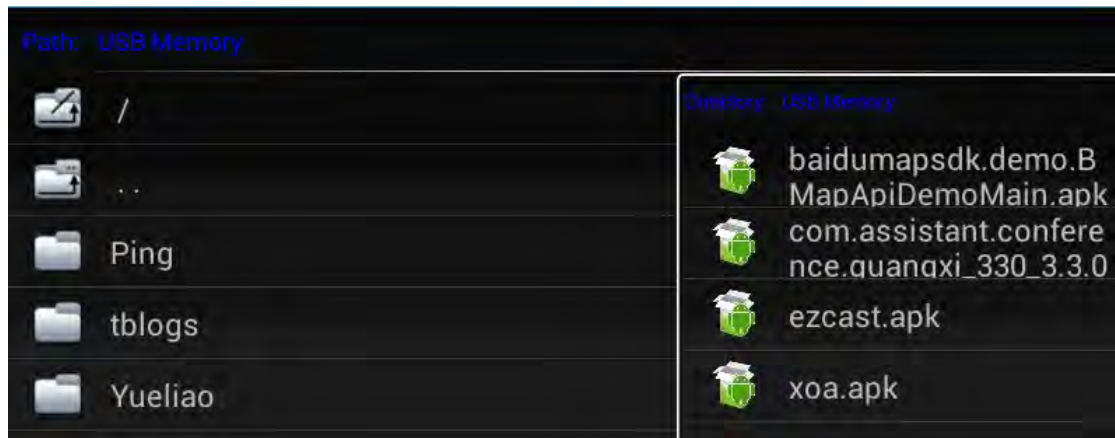 Path: USB Memory
/
..
Ping
tblogs
Yueliao
Directory: USB Memory
baidumapsdk.demo.B
MapApiDemoMain.apk
com.assistant.confere
nce.guangxi_330_3.3.0
ezcast.apk
xoa.apk